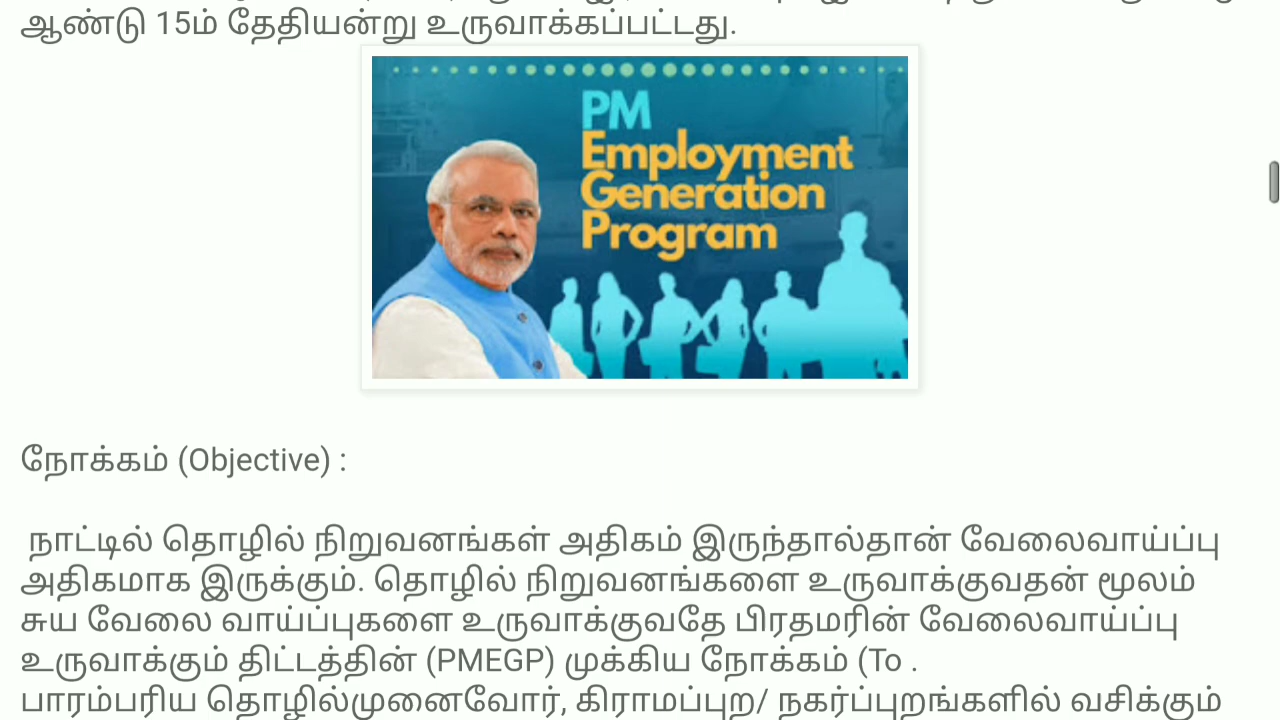 ஆண்டு 15ம் தேதியன்று உருவாக்கப்பட்டது.
PM
Employment
Generation
Program
நோக்கம் (Objective) :
நாட்டில் தொழில் நிறுவனங்கள் அதிகம் இருந்தால்தான் வேலைவாய்ப்பு
அதிகமாக இருக்கும். தொழில் நிறுவனங்களை உருவாக்குவதன் மூலம்
சுய வேலை வாய்ப்புகளை உருவாக்குவதே பிரதமரின் வேலைவாய்ப்பு
உருவாக்கும் திட்டத்தின் (PMEGP) முக்கிய நோக்கம் (To .
பாரம்பரிய தொழில்முனைவோர், கிராமப்புற/ நகர்ப்புறங்களில் வசிக்கும்